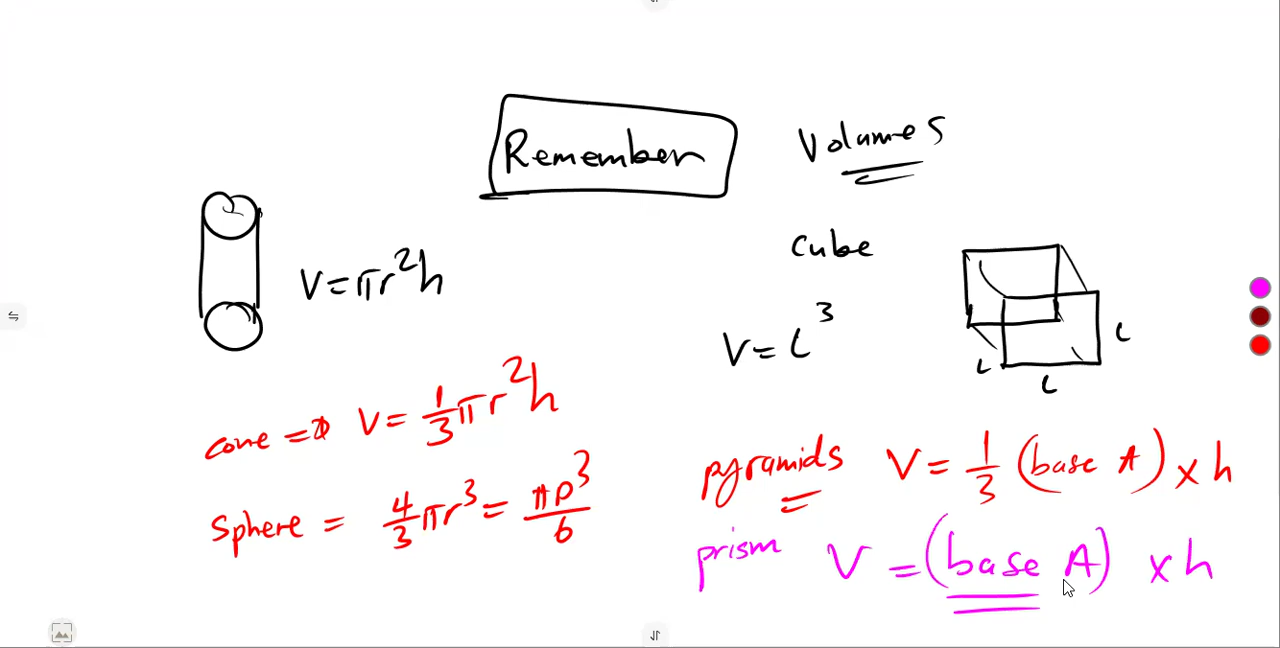 Remember
Volumes
V = πr²h
Cube
V = L³
L
L
L
cone ⇒ V = 1/3 πr²h
Sphere = 4/3 πr³ = πD³/6
pyramids V = 1/3 (base A) × h
prism V = (base A) × h